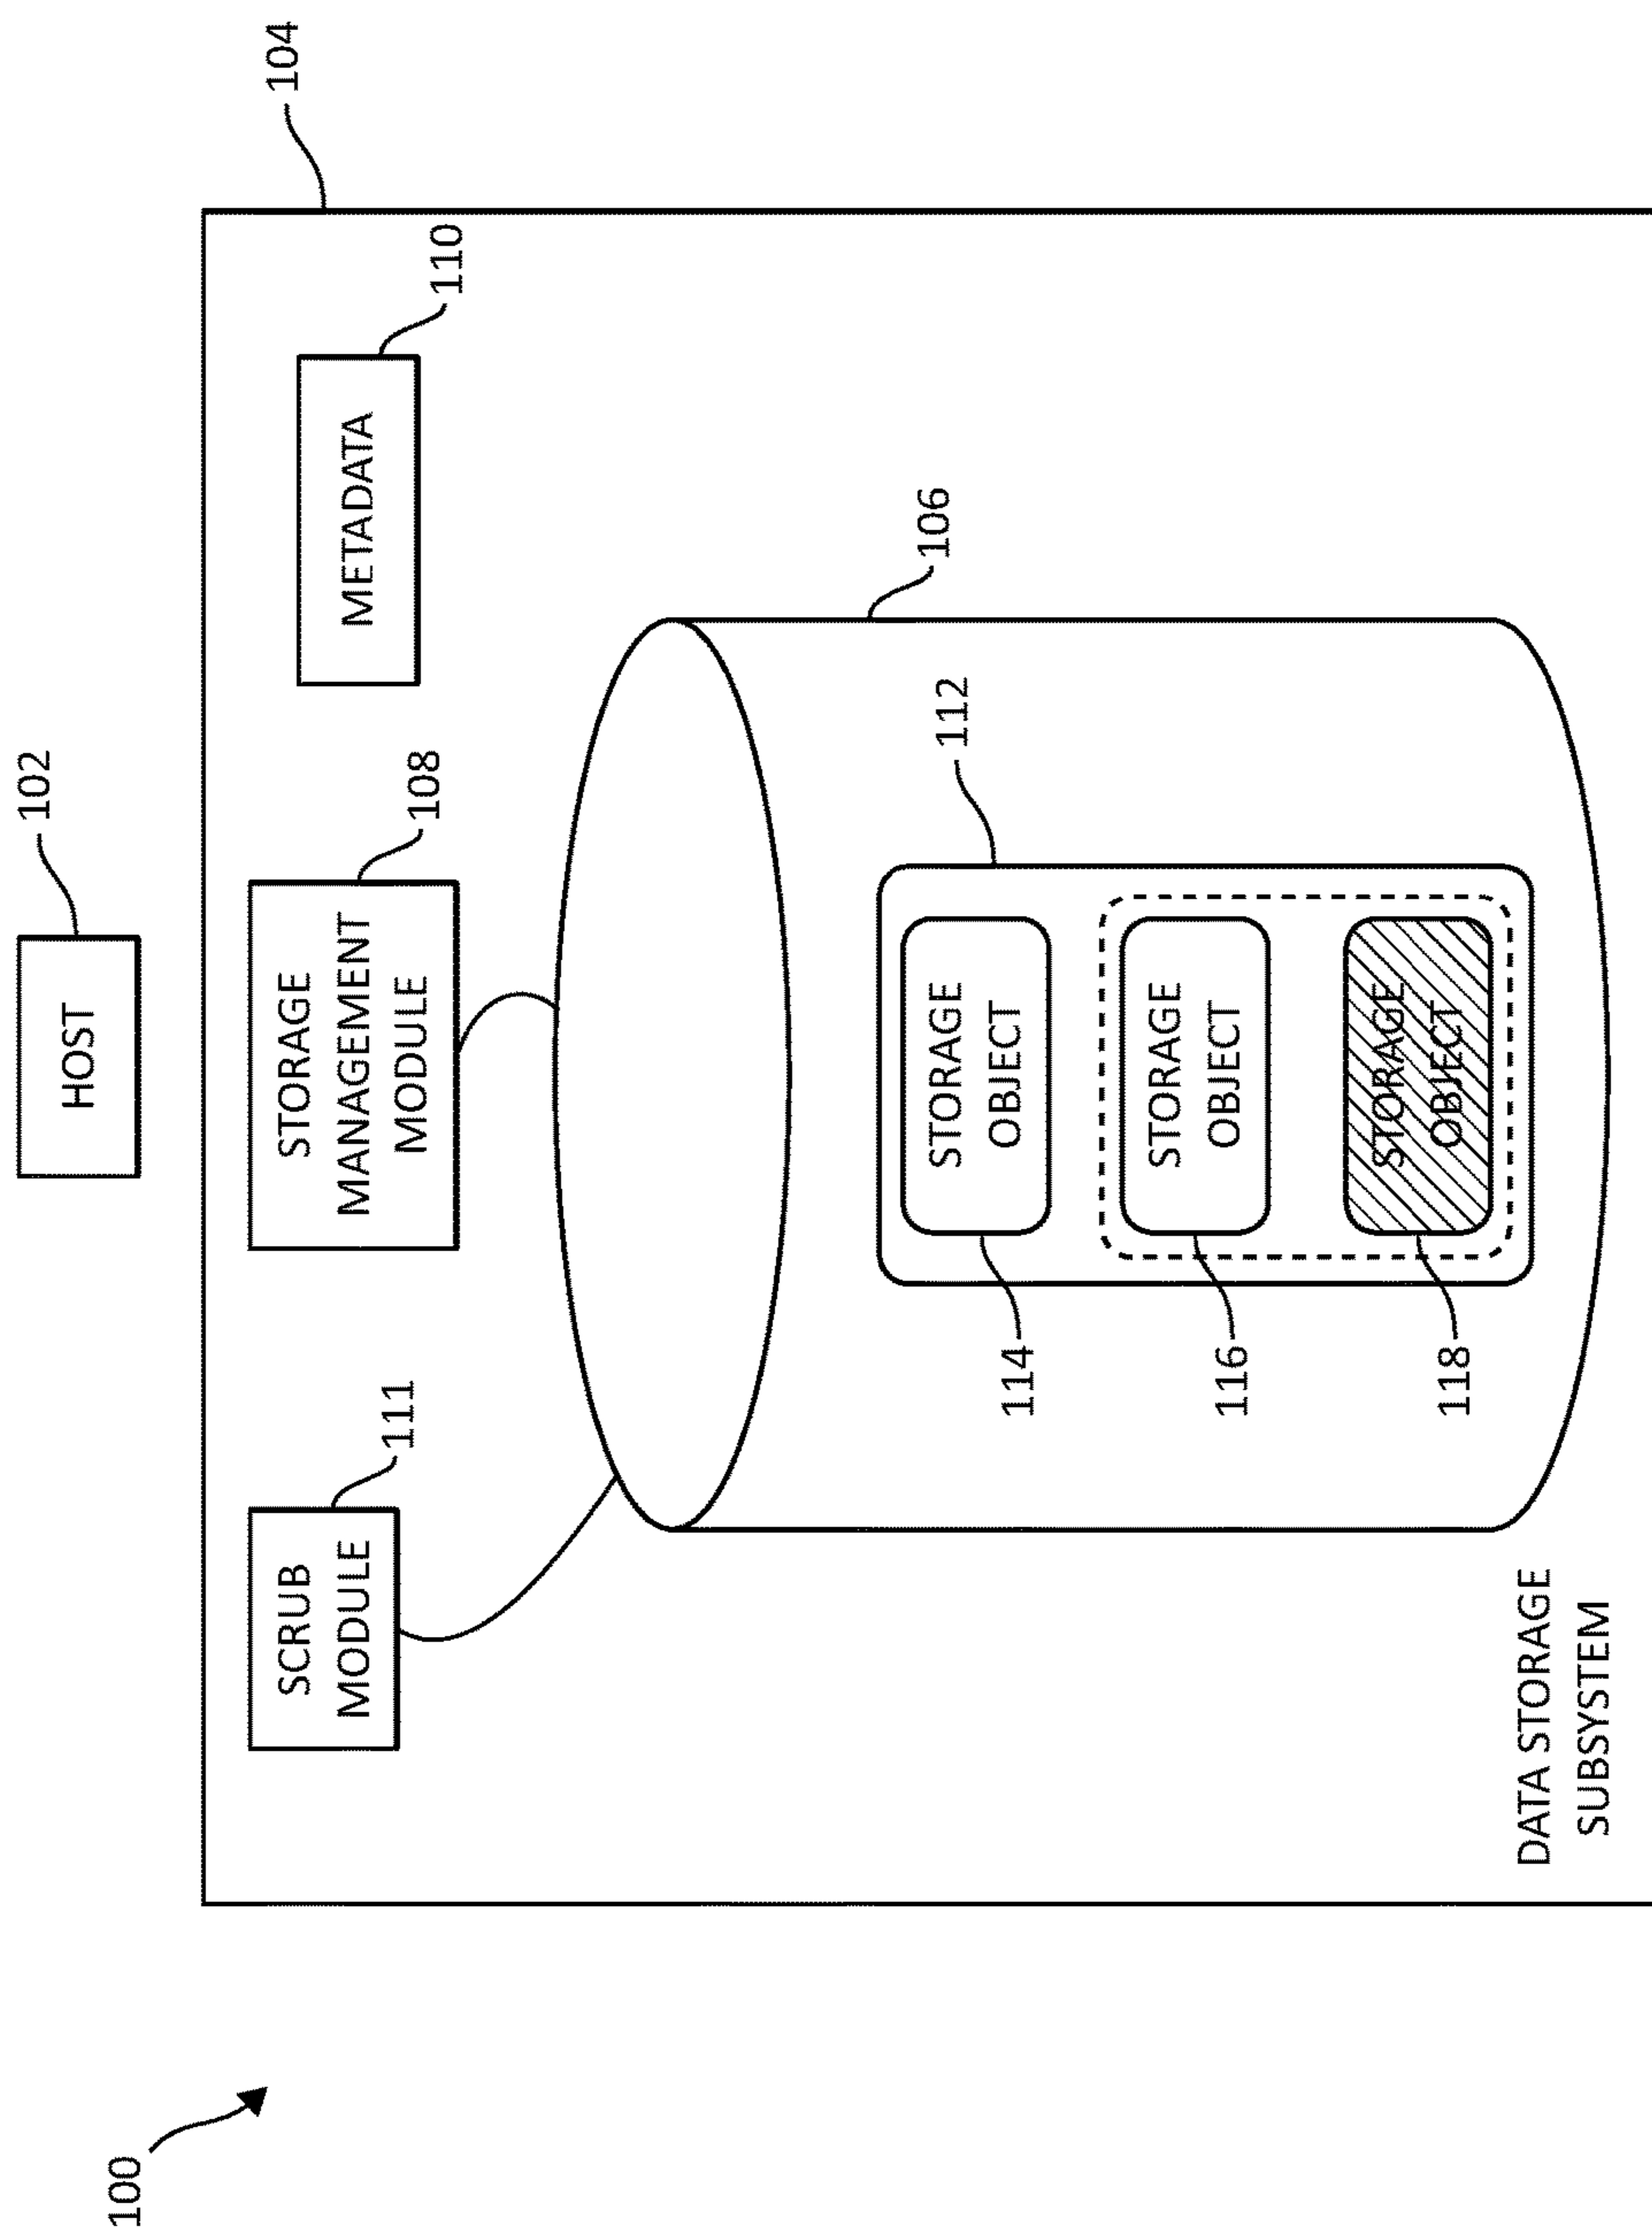 100
102
HOST
104
SCRUB
MODULE
111
STORAGE
MANAGEMENT
MODULE
108
METADATA
110
106
112
STORAGE
OBJECT
114
STORAGE
OBJECT
116
STORAGE
OBJECT
118
DATA STORAGE
SUBSYSTEM